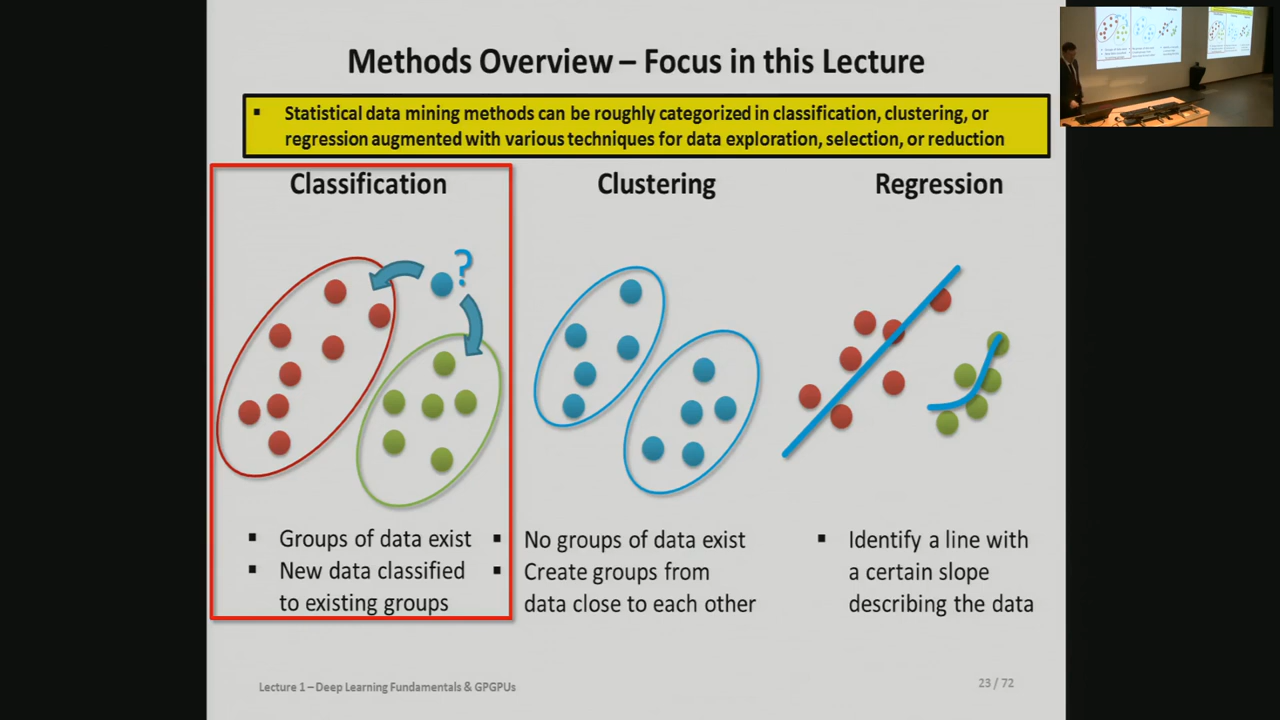 Methods Overview – Focus in this Lecture
▪ Statistical data mining methods can be roughly categorized in classification, clustering, or
regression augmented with various techniques for data exploration, selection, or reduction
Classification
?
▪ Groups of data exist
▪ New data classified
to existing groups
Clustering
▪ No groups of data exist
▪ Create groups from
data close to each other
Regression
▪ Identify a line with
a certain slope
describing the data
Lecture 1 – Deep Learning Fundamentals & GPGPUs
23 / 72